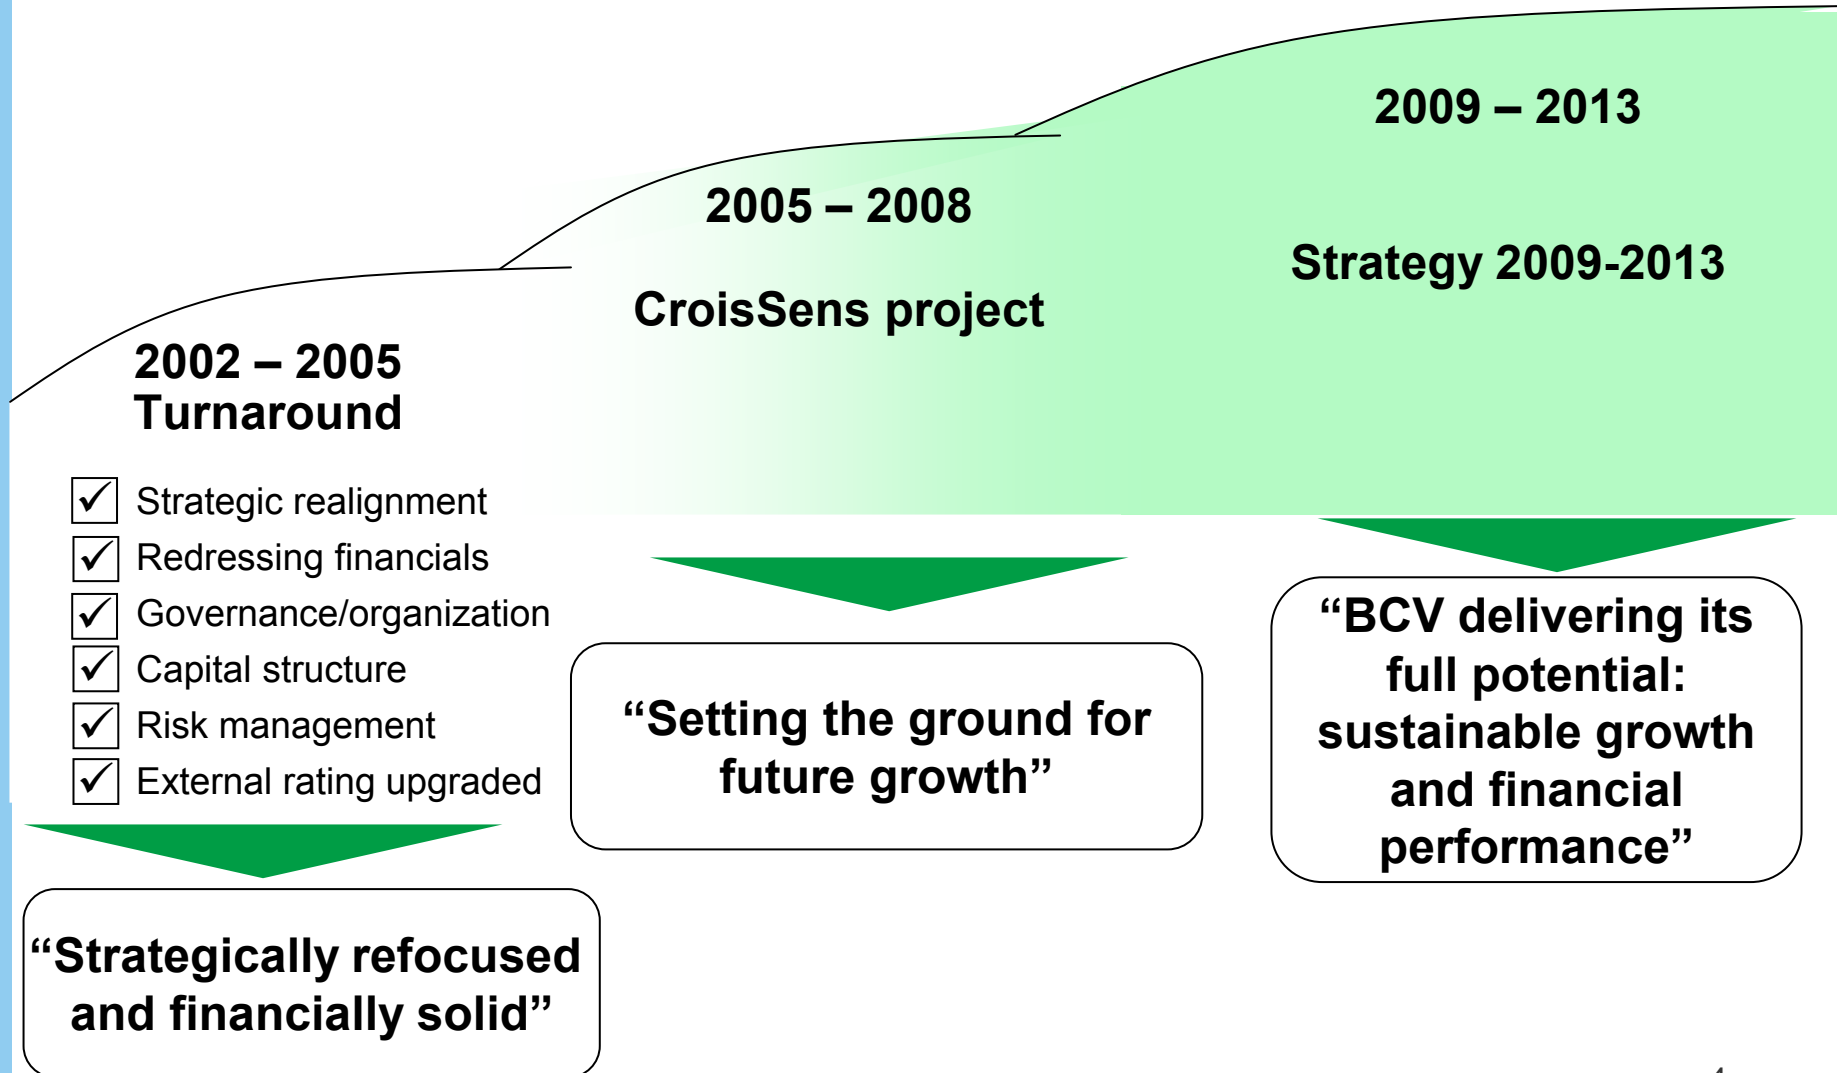 2009 – 2013
Strategy 2009-2013
2005 – 2008
CroisSens project
2002 – 2005
Turnaround
Strategic realignment
Redressing financials
Governance/organization
Capital structure
Risk management
External rating upgraded
“Strategically refocused
and financially solid”
“Setting the ground for
future growth”
“BCV delivering its
full potential:
sustainable growth
and financial
performance”